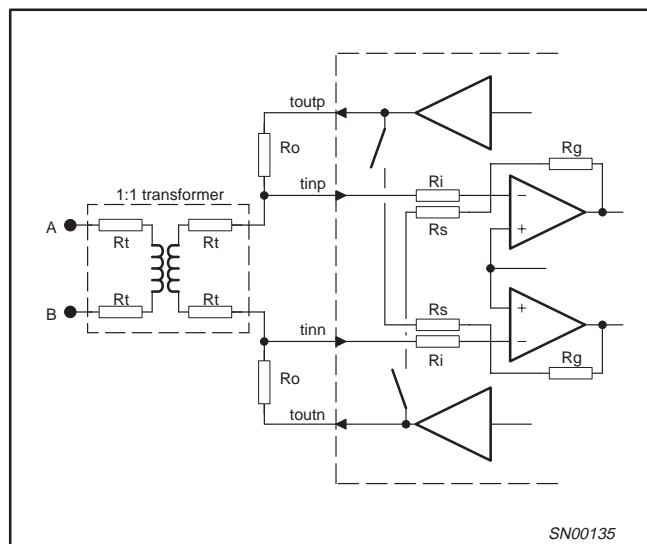 toutp
Ro
Rg
1:1 transformer
tinp
Ri
−
A
Rt
Rt
Rs
+
B
Rt
Rt
Rs
+
tinn
Ri
−
Ro
Rg
toutn
SN00135